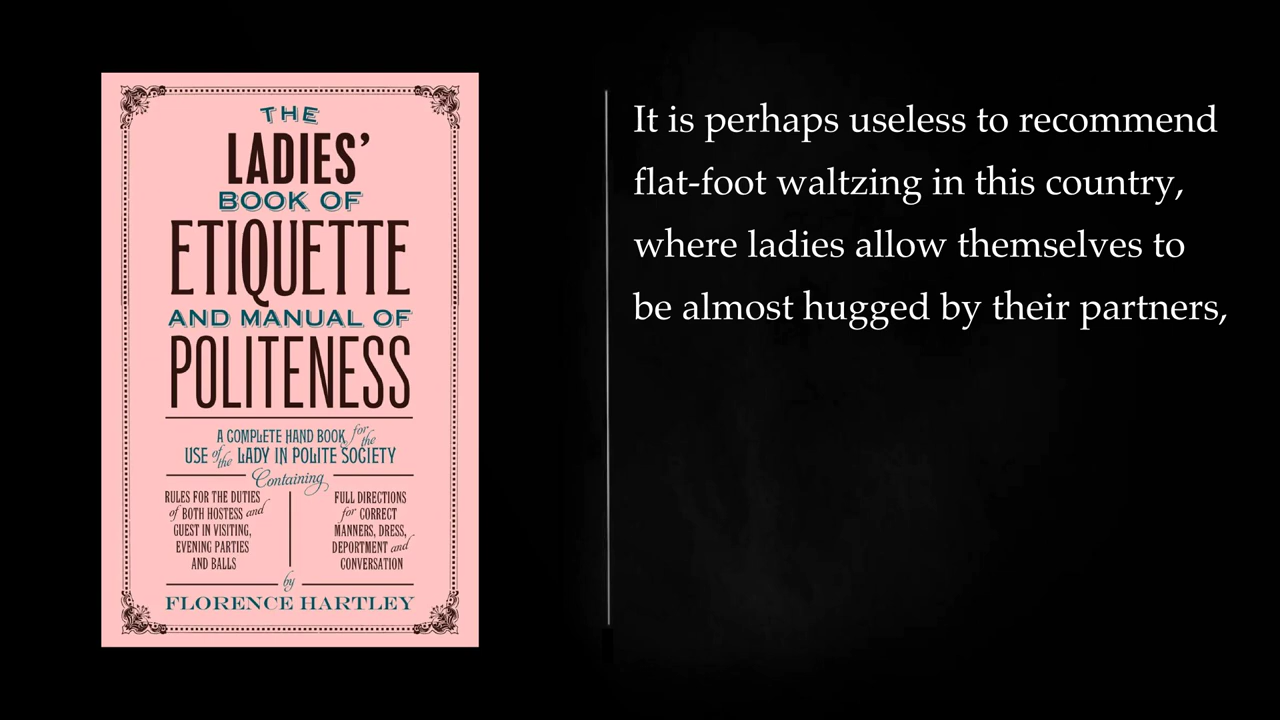 THE
LADIES'
BOOK OF
ETIQUETTE
AND MANUAL OF
POLITENESS
A COMPLETE HAND BOOK for the
USE of the LADY IN POLITE SOCIETY
Containing
RULES FOR THE DUTIES
of BOTH HOSTESS and
GUEST IN VISITING,
EVENING PARTIES
AND BALLS
FULL DIRECTIONS
for CORRECT
MANNERS, DRESS,
DEPORTMENT and
CONVERSATION
by
FLORENCE HARTLEY
It is perhaps useless to recommend
flat-foot waltzing in this country,
where ladies allow themselves to
be almost hugged by their partners,